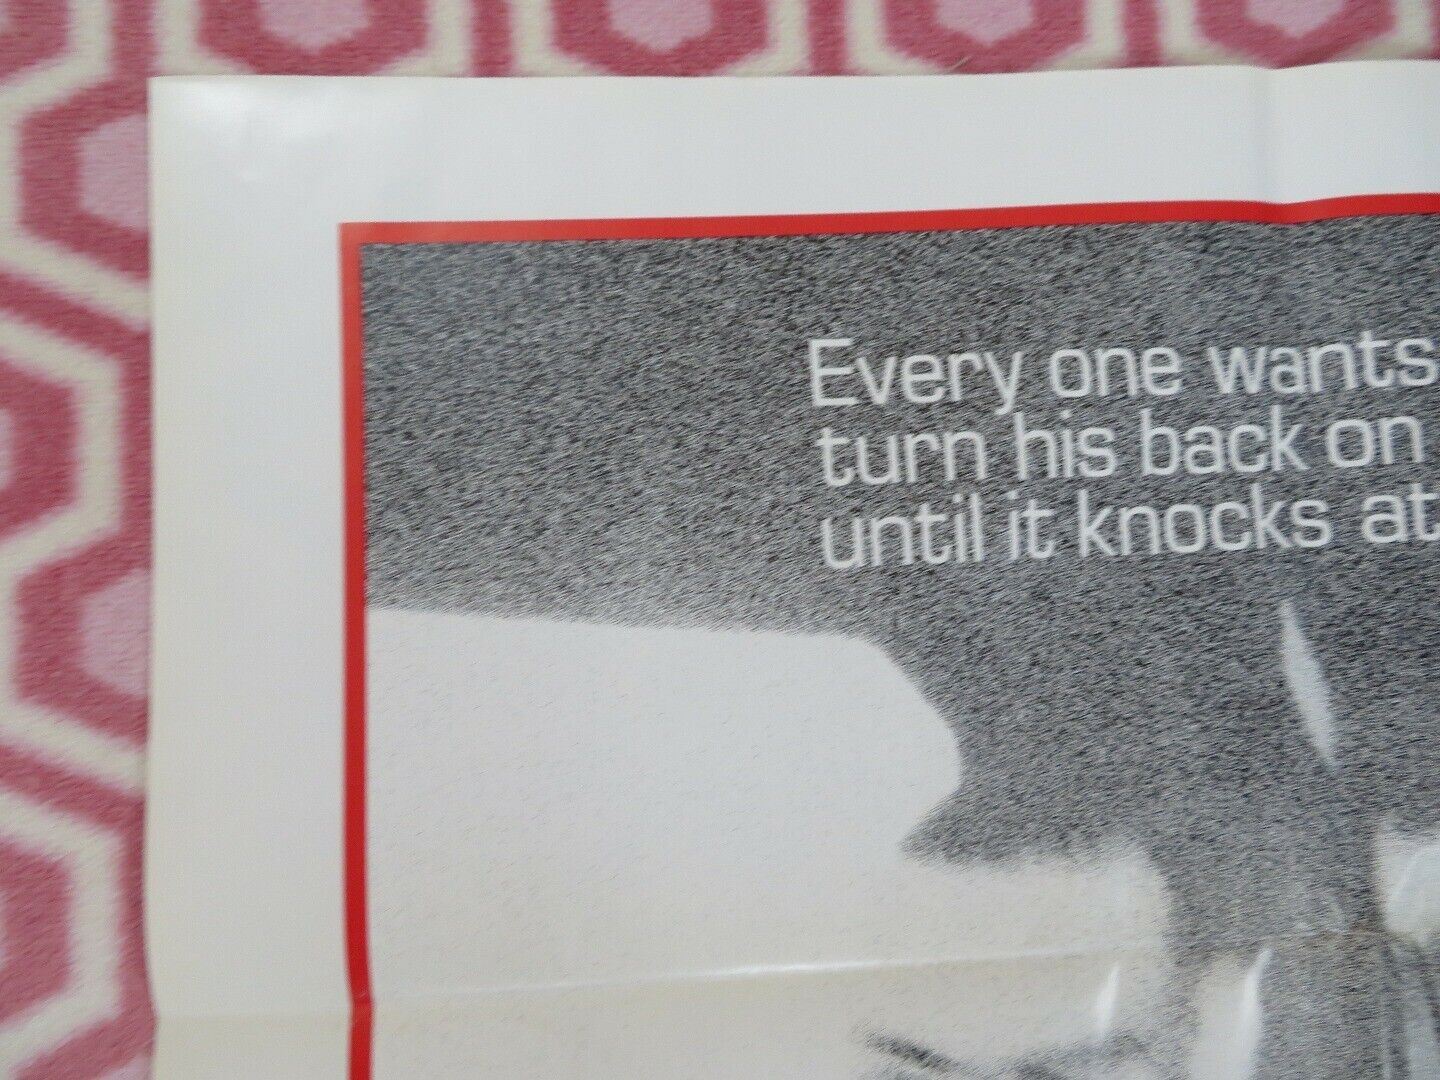 Every one wants
turn his back on
until it knocks at